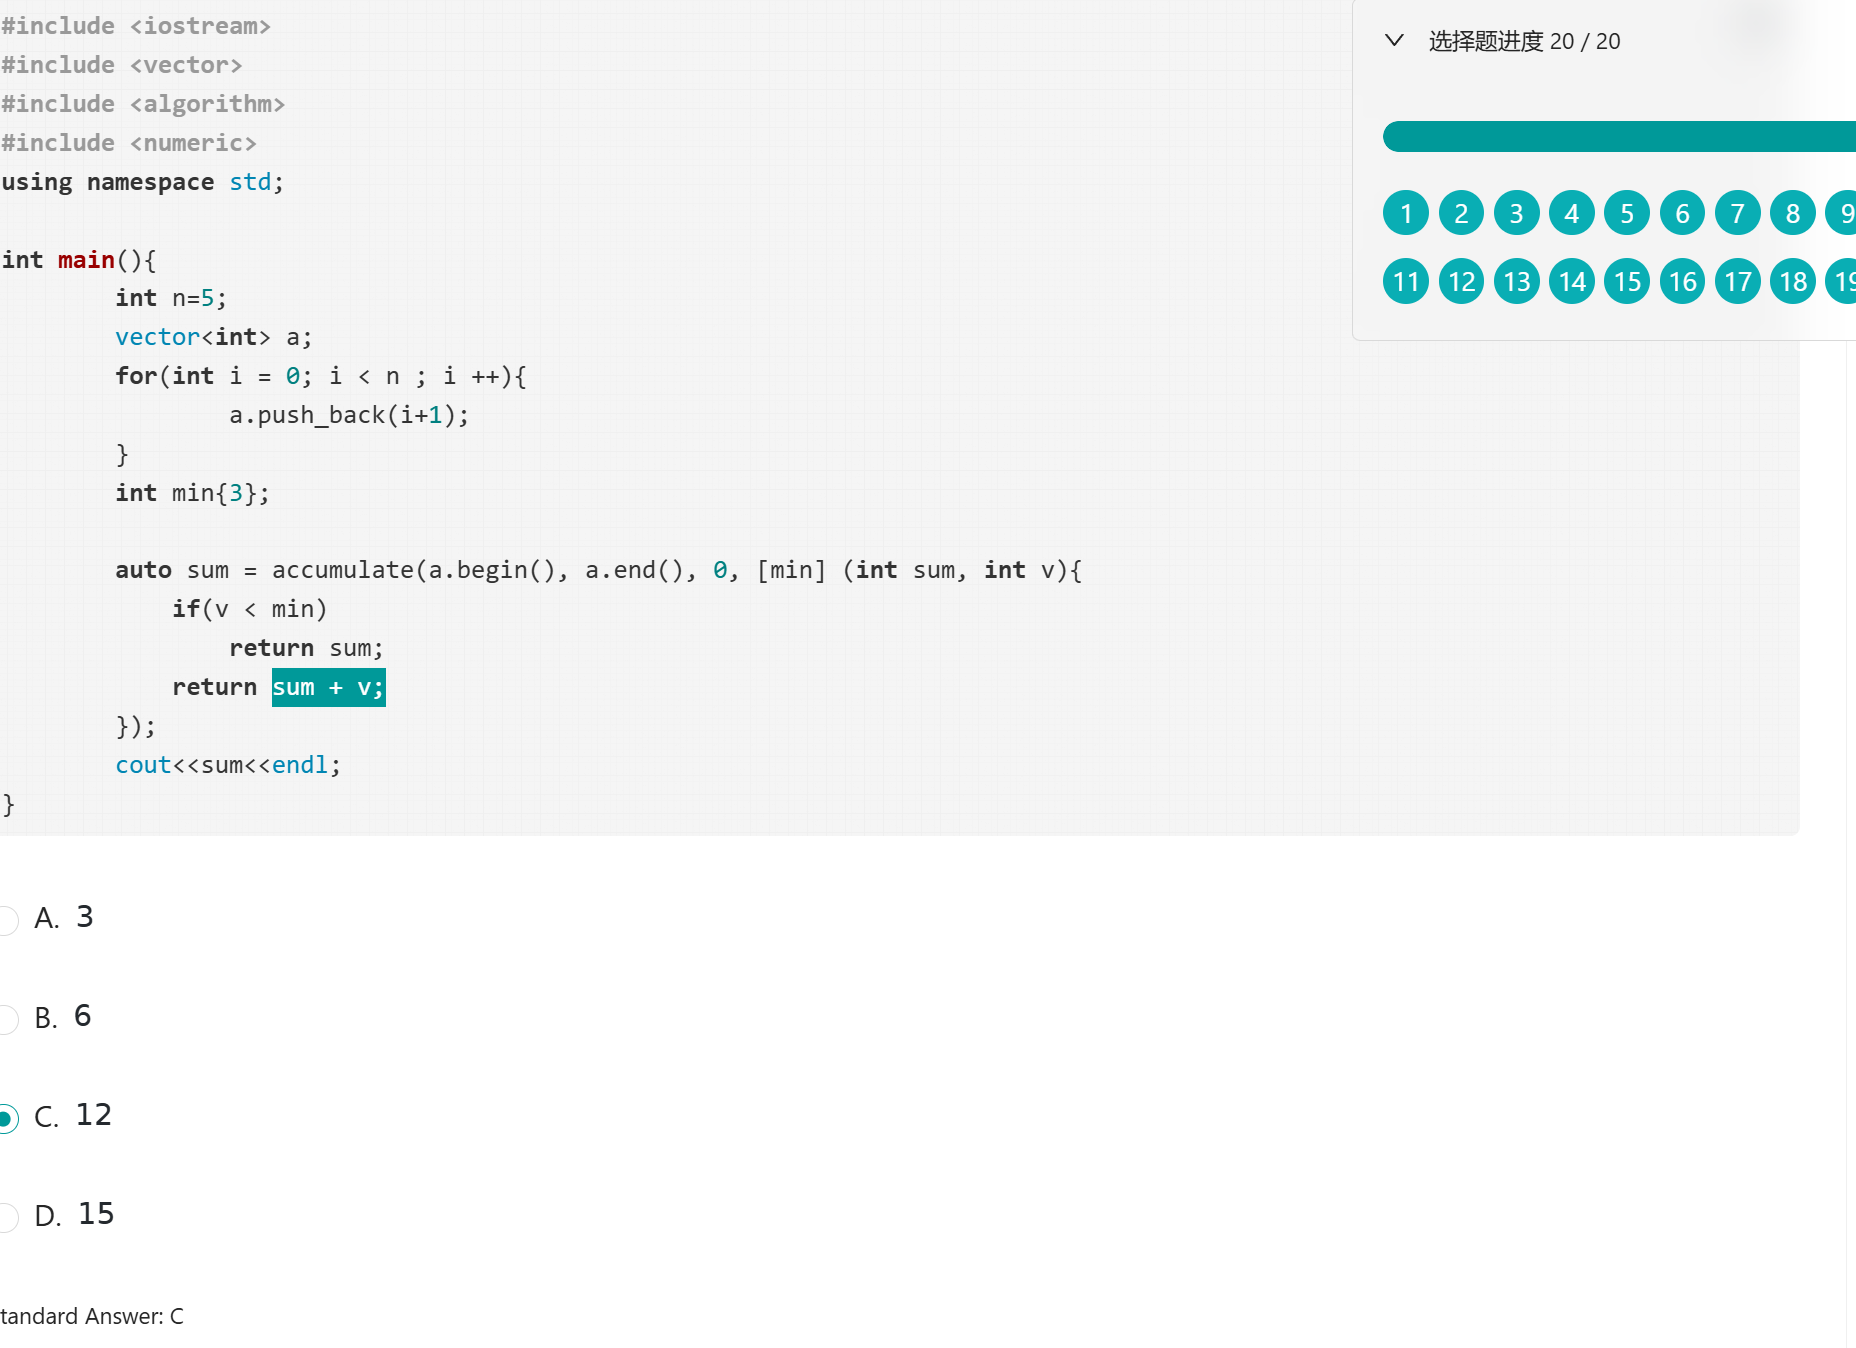 #include <iostream>
#include <vector>
#include <algorithm>
#include <numeric>
using namespace std;
int main(){
int n=5;
vector<int> a;
for(int i = 0; i < n ; i ++){
a.push_back(i+1);
}
int min{3};
auto sum = accumulate(a.begin(), a.end(), 0, [min] (int sum, int v){
if(v < min)
return sum;
return sum + v;
});
cout<<sum<<endl;
}
选择题进度 20 / 20
1 2 3 4 5 6 7 8 9
11 12 13 14 15 16 17 18 19
A. 3
B. 6
C. 12
D. 15
tandard Answer: C